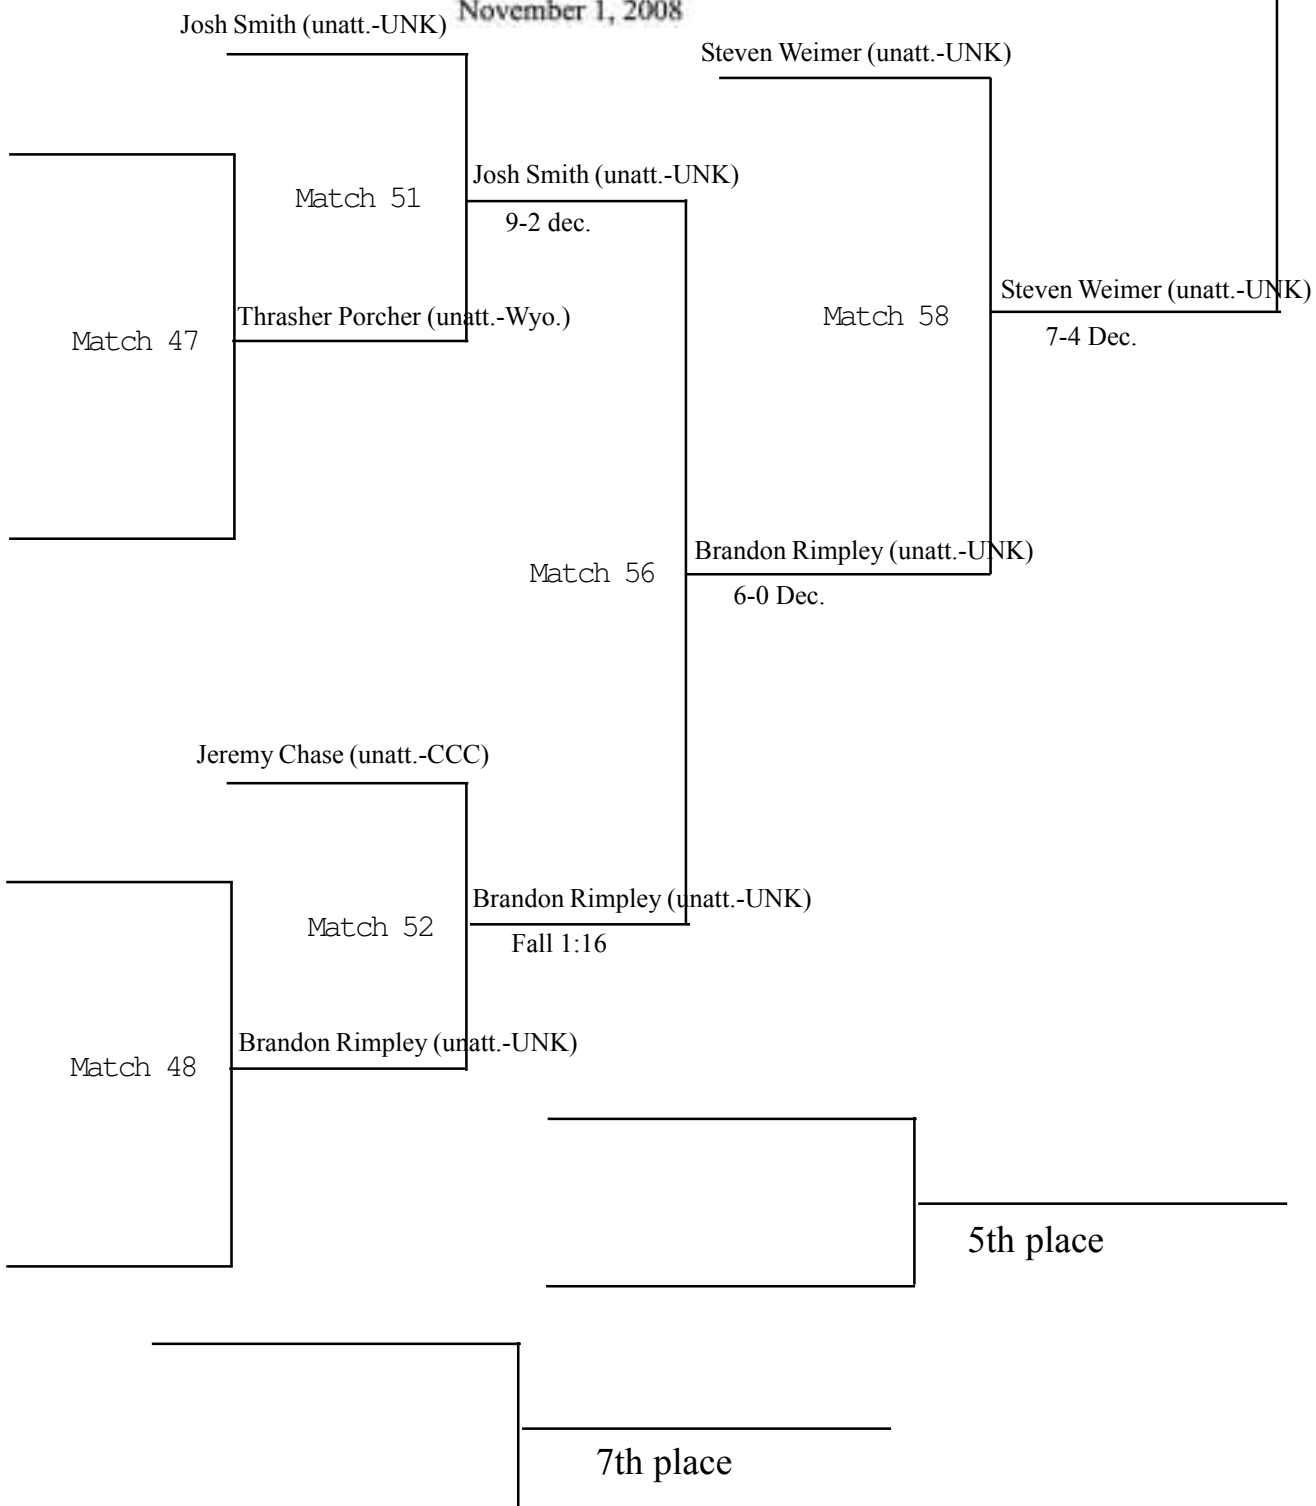 November 1, 2008
Josh Smith (unatt.-UNK)
Steven Weimer (unatt.-UNK)
Josh Smith (unatt.-UNK)
Match 51
9-2 dec.
Steven Weimer (unatt.-UNK)
Thrasher Porcher (unatt.-Wyo.)
Match 58
Match 47
7-4 Dec.
Brandon Rimpley (unatt.-UNK)
Match 56
6-0 Dec.
Jeremy Chase (unatt.-CCC)
Brandon Rimpley (unatt.-UNK)
Match 52
Fall 1:16
Brandon Rimpley (unatt.-UNK)
Match 48
5th place
7th place